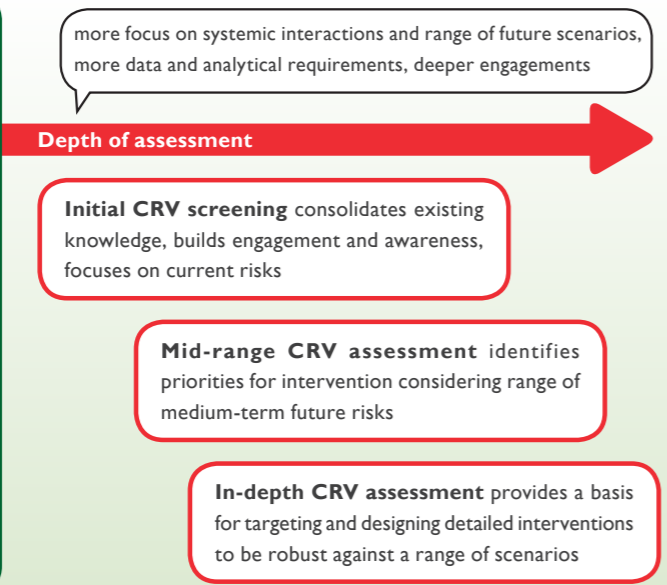 more focus on systemic interactions and range of future scenarios,
more data and analytical requirements, deeper engagements
Depth of assessment
Initial CRV screening consolidates existing
knowledge, builds engagement and awareness,
focuses on current risks
Mid-range CRV assessment identifies
priorities for intervention considering range of
medium-term future risks
In-depth CRV assessment provides a basis
for targeting and designing detailed interventions
to be robust against a range of scenarios